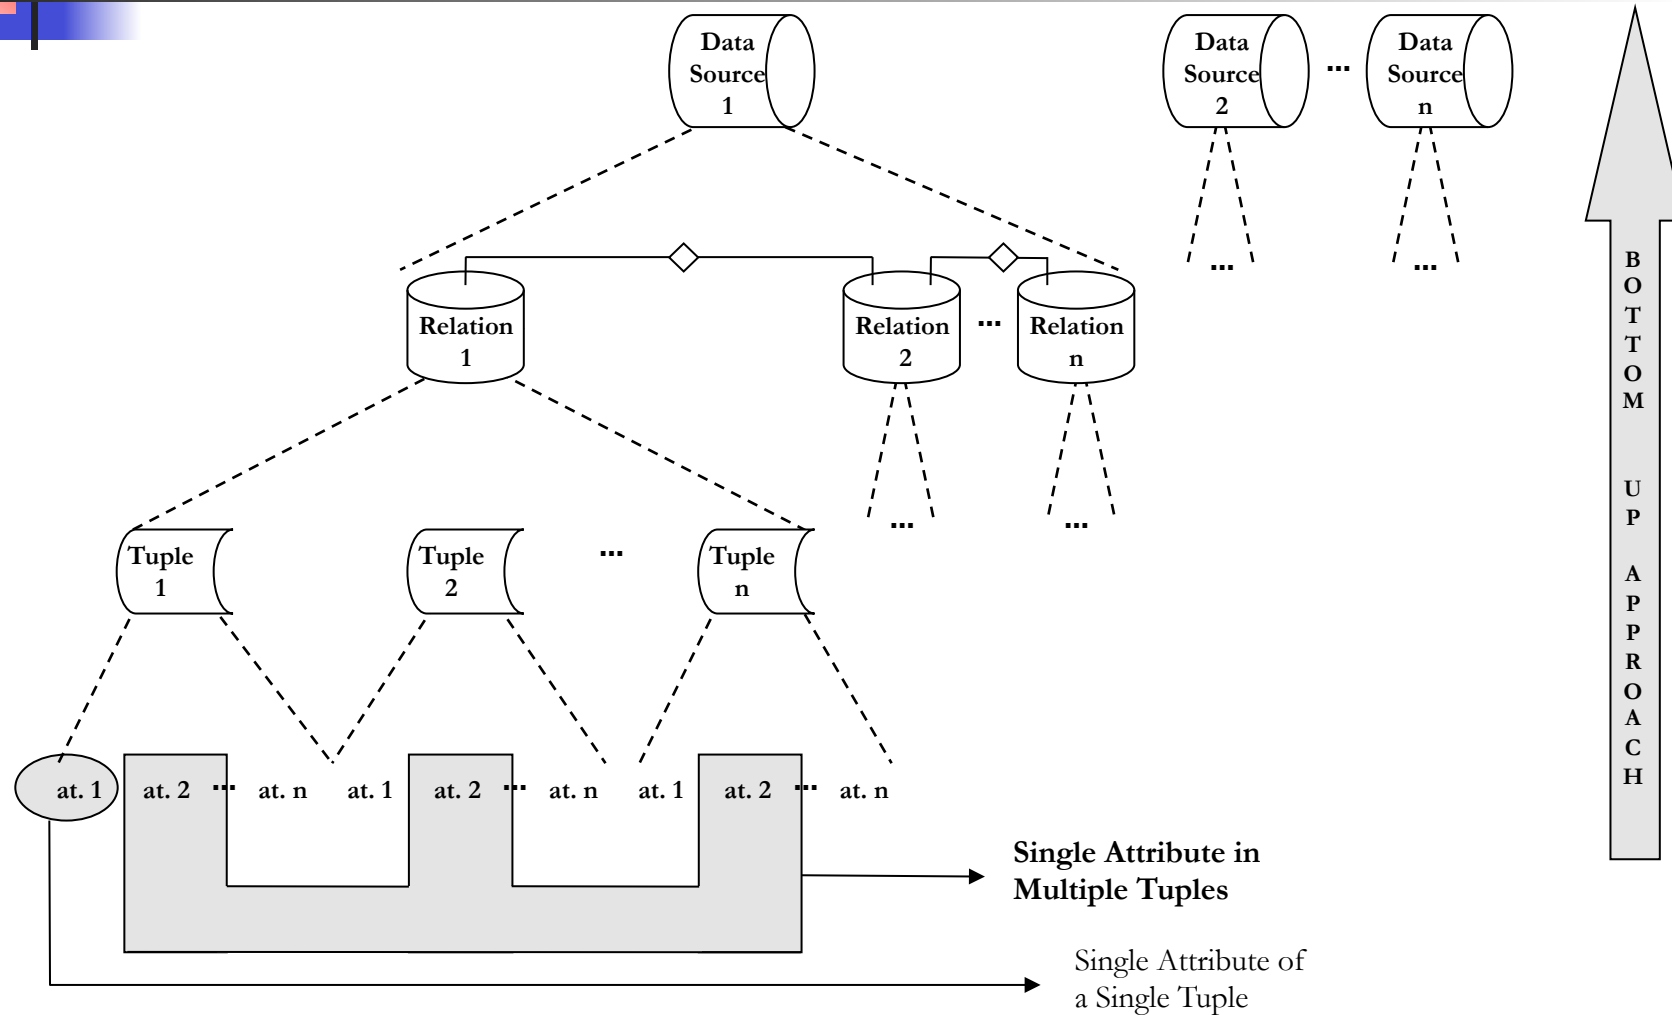 Data
Source
1
Data
Source
2
...
Data
Source
n
...
...
Relation
1
Relation
2
...
Relation
n
...
...
Tuple
1
Tuple
2
...
Tuple
n
at. 1
at. 2
...
at. n
at. 1
at. 2
...
at. n
at. 1
at. 2
...
at. n
Single Attribute in
Multiple Tuples
Single Attribute of
a Single Tuple
B
O
T
T
O
M
U
P
A
P
P
R
O
A
C
H